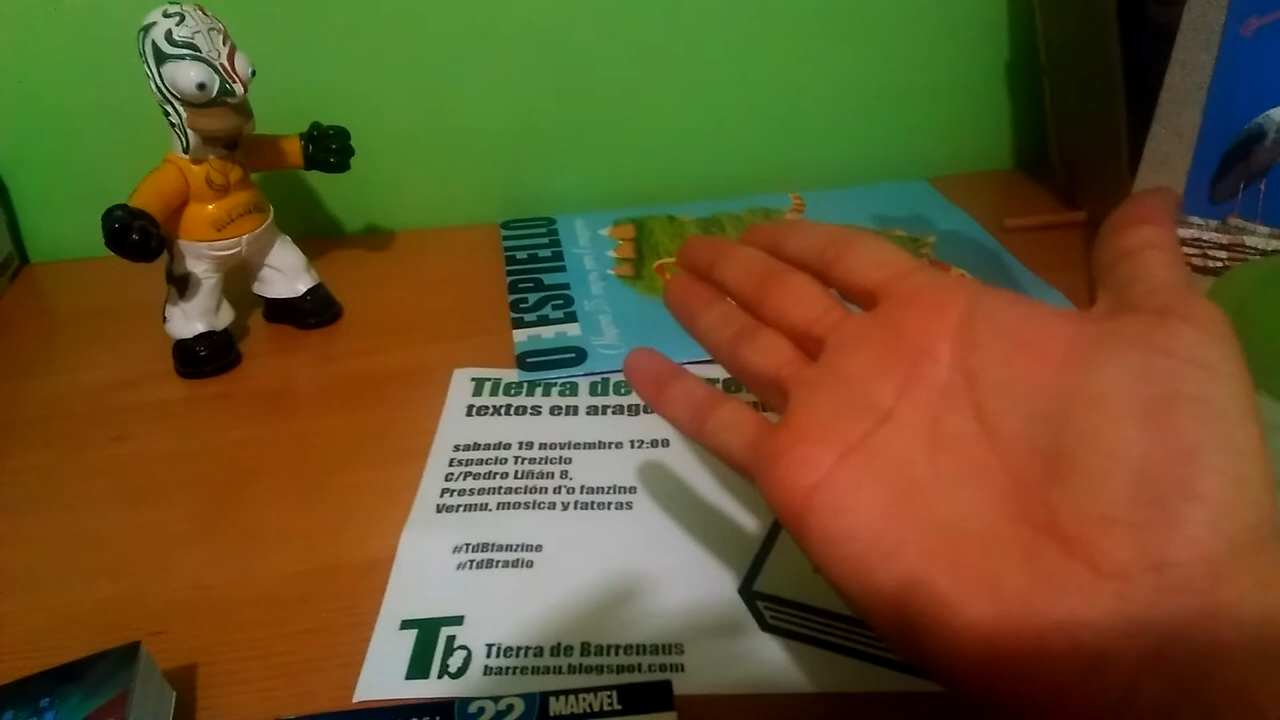 O ESPIELLO
Tierra de
textos en arago
sabado 19 noviembre 12:00
Espacio Treziclo
C/Pedro Liñán 8,
Presentación d'o fanzine
Vermu, mosica y fateras
#TdBfanzine
#TdBradio
Tb Tierra de Barrenaus
barrenau.blogspot.com
22 MARVEL